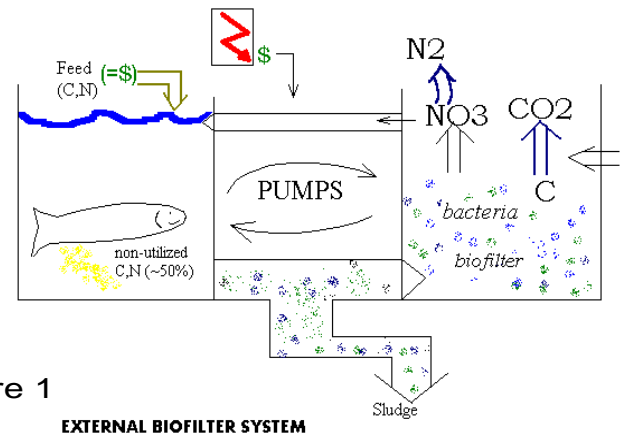 N2
$
Feed (=$)
(C,N)
NO3 CO2
PUMPS
C
bacteria
biofilter
non-utilized
C,N (~50%)
re 1
Sludge
EXTERNAL BIOFILTER SYSTEM